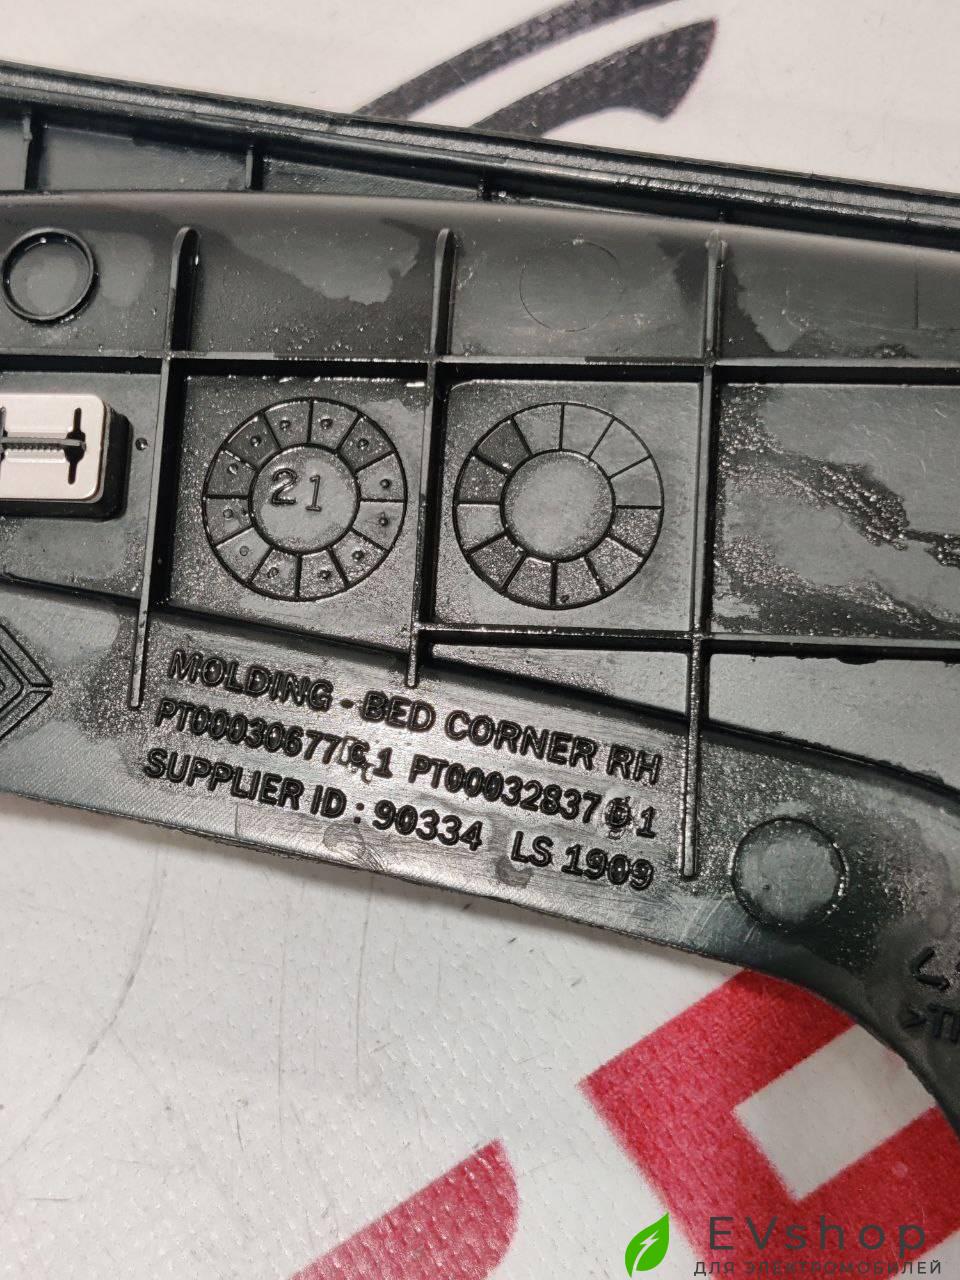 21
MOLDING - BED CORNER RH
PT00030677 C 1 PT00032837 D 1
SUPPLIER ID : 90334 LS 1909
EVshop
ДЛЯ ЭЛЕКТРОМОБИЛЕЙ